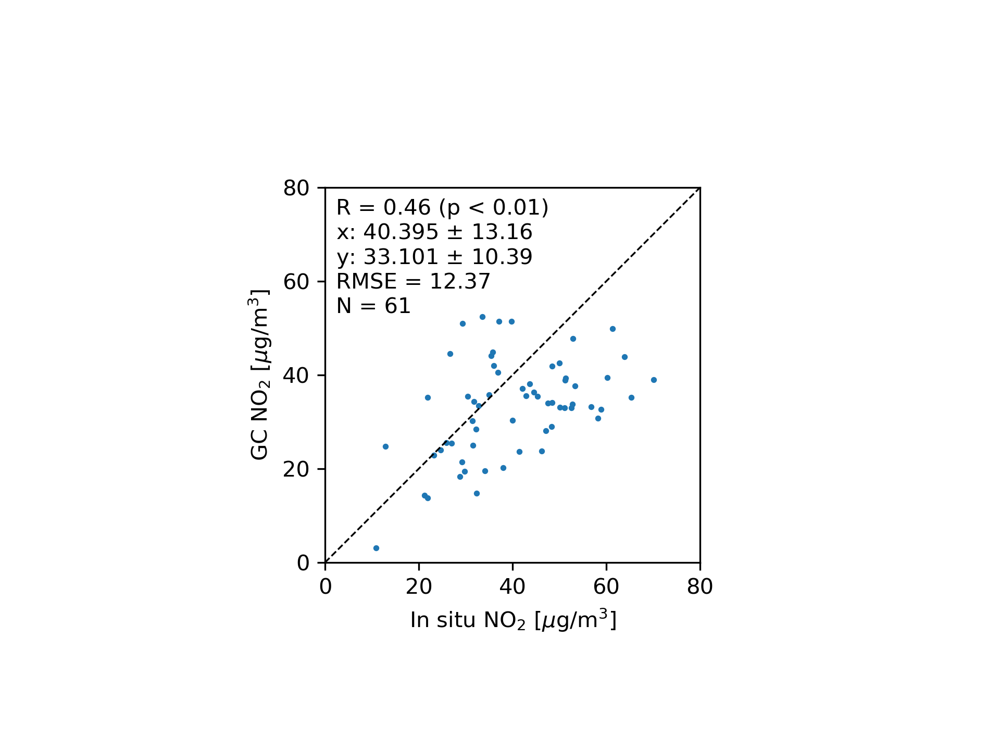 R = 0.46 (p < 0.01)
x: 40.395 ± 13.16
y: 33.101 ± 10.39
RMSE = 12.37
N = 61
80
60
40
20
0
GC NO₂ [μg/m³]
0 20 40 60 80
In situ NO₂ [μg/m³]